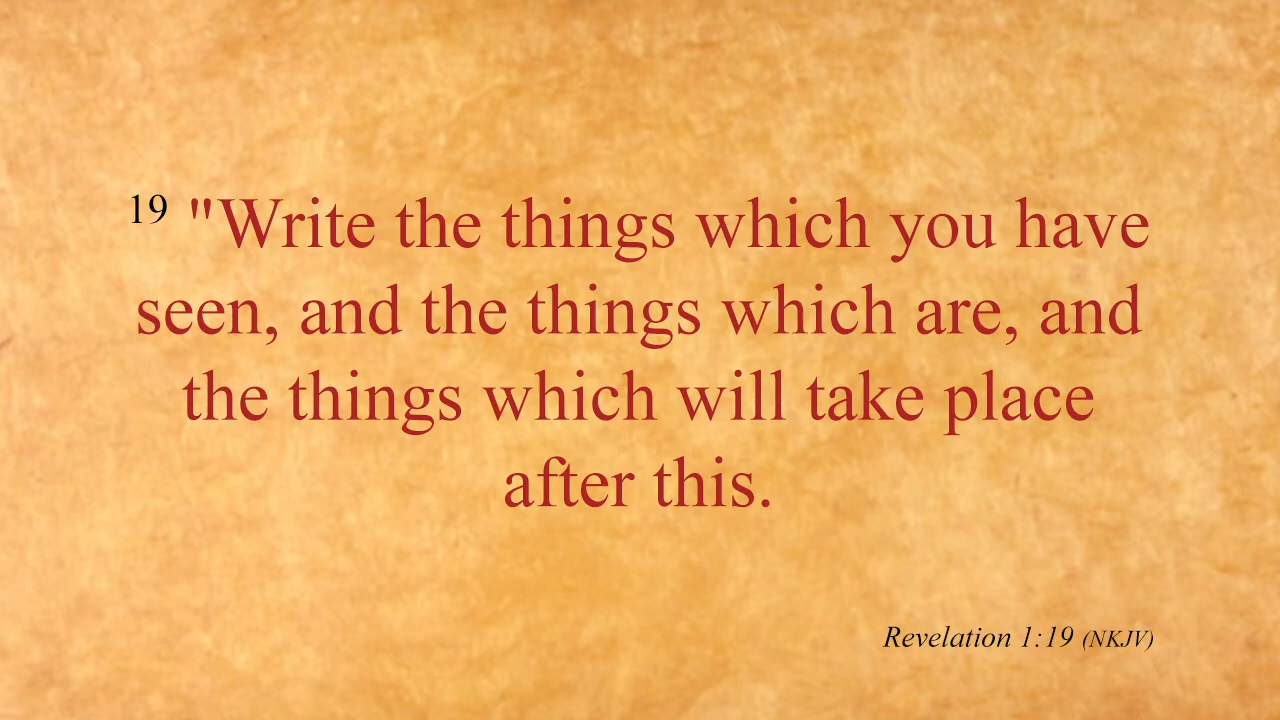 19 "Write the things which you have
seen, and the things which are, and
the things which will take place
after this.
Revelation 1:19 (NKJV)